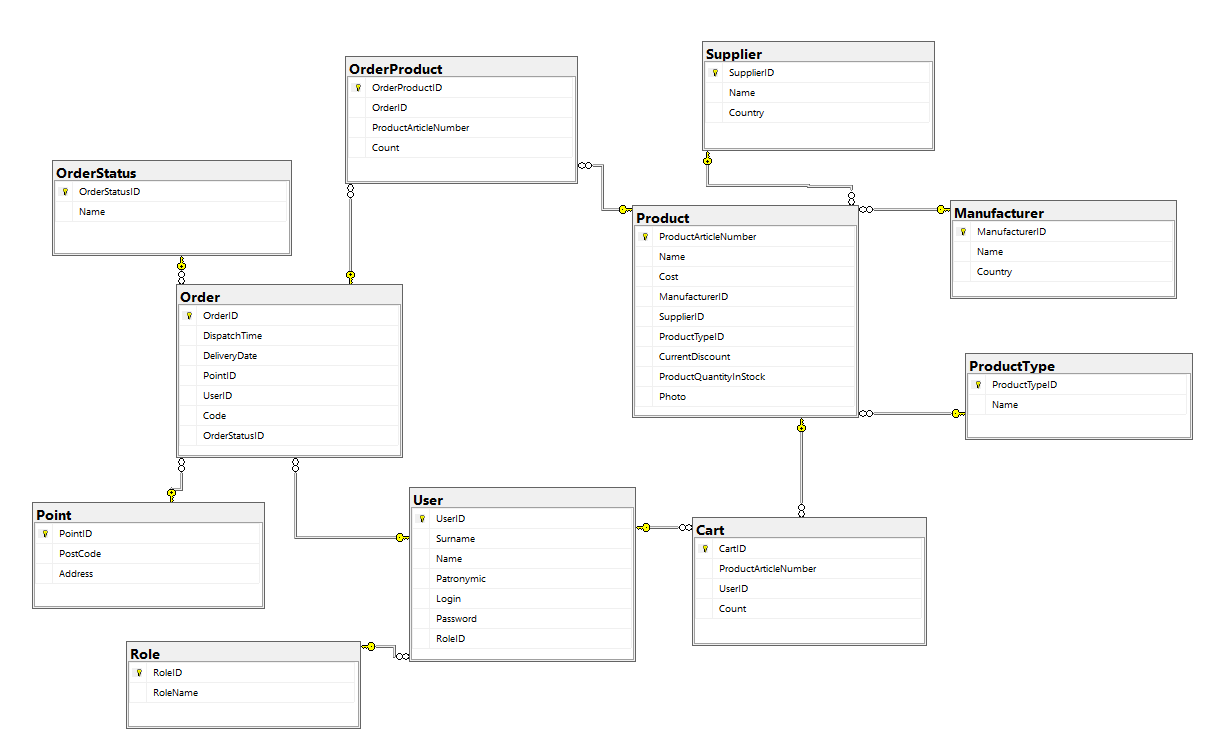 Supplier
SupplierID
Name
Country
OrderProduct
OrderProductID
OrderID
ProductArticleNumber
Count
OrderStatus
OrderStatusID
Name
Product
ProductArticleNumber
Name
Cost
ManufacturerID
SupplierID
ProductTypeID
CurrentDiscount
ProductQuantityInStock
Photo
Manufacturer
ManufacturerID
Name
Country
Order
OrderID
DispatchTime
DeliveryDate
PointID
UserID
Code
OrderStatusID
ProductType
ProductTypeID
Name
Point
PointID
PostCode
Address
User
UserID
Surname
Name
Patronymic
Login
Password
RoleID
Cart
CartID
ProductArticleNumber
UserID
Count
Role
RoleID
RoleName